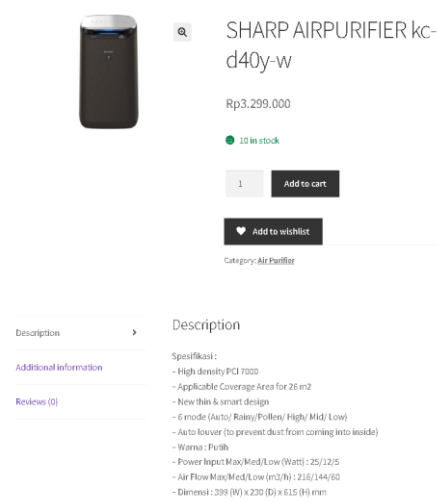 SHARP AIRPURIFIER kc-
d40y-w
Rp3.299.000
10 in stock
1
Add to cart
Add to wishlist
Category: Air Purifier
Description
Additional information
Reviews (0)
Description
Spesifikasi :
– High density PCI 7000
– Applicable Coverage Area for 26 m2
– New thin & smart design
– 6 mode (Auto/ Rainy/Pollen/ High/ Mid/ Low)
– Auto louver (to prevent dust from coming into inside)
– Warna : Putih
– Power Input Max/Med/Low (Watt) : 25/12/5
– Air Flow Max/Med/Low (m3/h) : 216/144/60
– Dimensi : 399 (W) x 230 (D) x 615 (H) mm